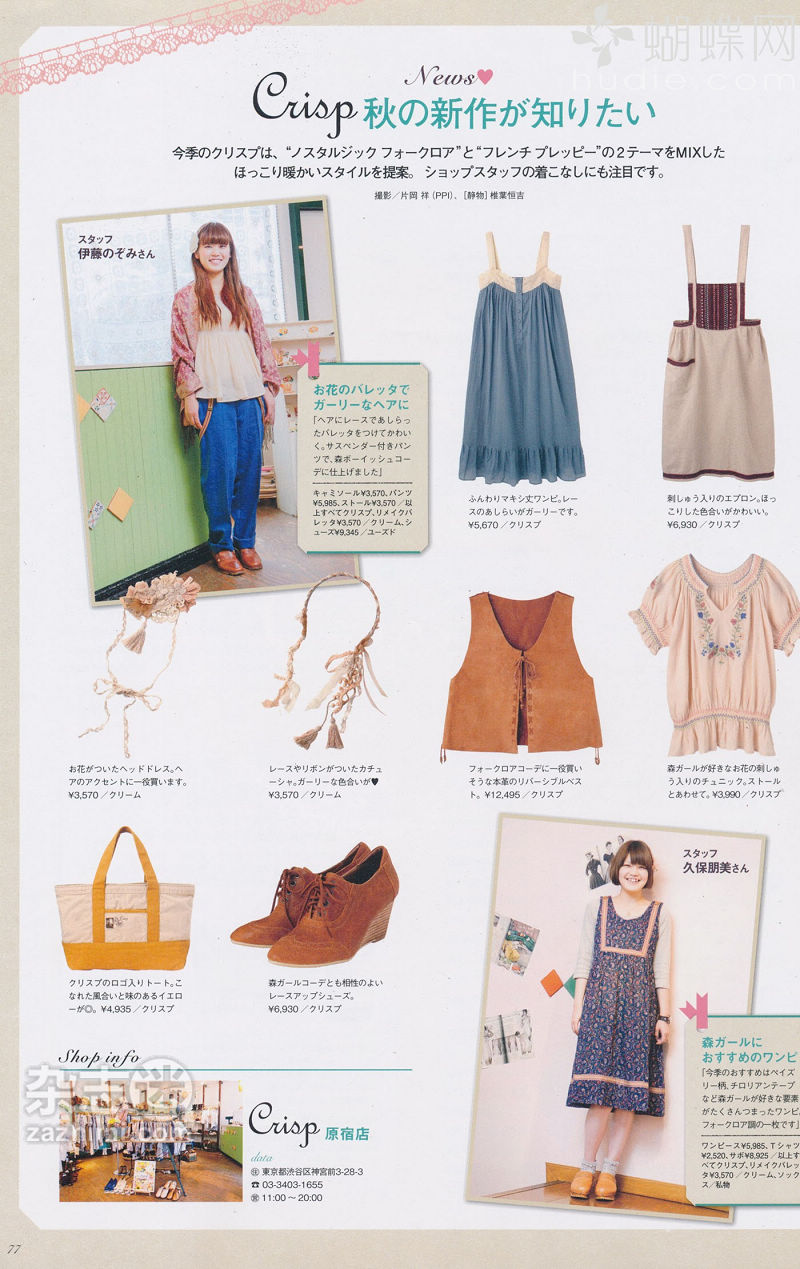 蝴蝶网
hudie.com
News♥
Crisp 秋の新作が知りたい
今季のクリスプは、“ノスタルジック フォークロア”と“フレンチ プレッピー”の2テーマをMIXした
ほっこり暖かいスタイルを提案。ショップスタッフの着こなしにも注目です。
撮影／片岡 祥（PPI）、［静物］椎葉恒吉
スタッフ
伊藤のぞみさん
お花のバレッタで
ガーリーなヘアに
「ヘアにレースであしらっ
たバレッタをつけてかわい
く。サスペンダー付きパン
ツで、森ボーイッシュコー
デに仕上げました」
キャミソール¥3,570、パンツ
¥5,985、ストール¥3,570／以
上すべてクリスプ、リメイクバ
レッタ¥3,570／クリーム、シ
ューズ¥9,345／ユーズド
ふんわりマキシ丈ワンピ。レー
スのあしらいがガーリーです。
¥5,670／クリスプ
刺しゅう入りのエプロン。ほっ
こりした色合いがかわいい。
¥6,930／クリスプ
お花がついたヘッドドレス。ヘ
アのアクセントに一役買います。
¥3,570／クリーム
レースやリボンがついたカチュ
ーシャ。ガーリーな色合いが♥
¥3,570／クリーム
フォークロアコーデに一役買い
そうな本革のリバーシブルベス
ト。¥12,495／クリスプ
森ガールが好きなお花の刺しゅ
う入りのチュニック。ストール
とあわせて。¥3,990／クリスプ
クリスプのロゴ入りトート。こ
なれた風合いと味のあるイエロ
ーが◎。¥4,935／クリスプ
森ガールコーデとも相性のよい
レースアップシューズ。
¥6,930／クリスプ
スタッフ
久保朋美さん
森ガールに
おすすめのワンピ
「今季のおすすめはペイズ
リー柄、チロリアンテープ
など森ガールが好きな要素
がたくさんつまったワンピ。
フォークロア調の一枚です」
ワンピース¥5,985、Tシャツ
¥2,520、サボ¥8,925／以上す
べてクリスプ、リメイクバレッ
タ¥3,570／クリーム、ソック
ス／私物
Shop info
杂志迷
Crisp 原宿店
data
㊟東京都渋谷区神宮前3-28-3
☎ 03-3403-1655
㊠ 11:00～20:00
77